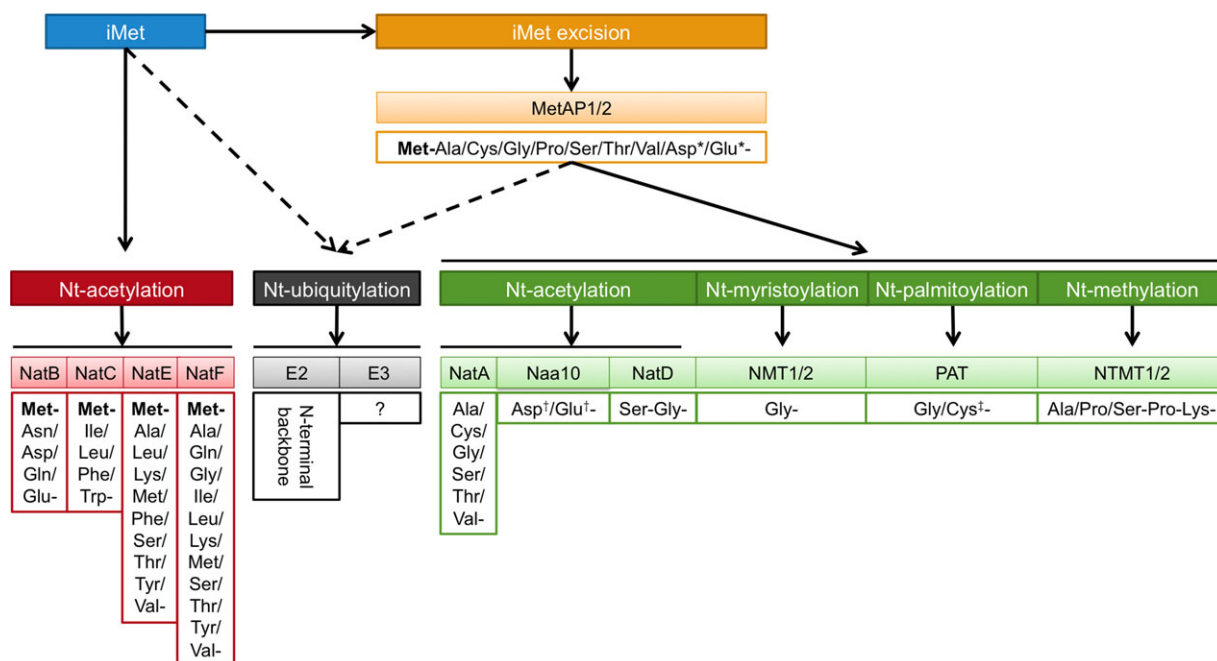 iMet
iMet excision
MetAP1/2
Met-Ala/Cys/Gly/Pro/Ser/Thr/Val/Asp*/Glu*-
Nt-acetylation
Nt-ubiquitylation
Nt-acetylation
Nt-myristoylation
Nt-palmitoylation
Nt-methylation
NatB
NatC
NatE
NatF
E2
E3
NatA
Naa10
NatD
NMT1/2
PAT
NTMT1/2
Met-
Asn/
Asp/
Gln/
Glu-
Met-
Ile/
Leu/
Phe/
Trp-
Met-
Ala/
Leu/
Lys/
Met/
Phe/
Ser/
Thr/
Tyr/
Val-
Met-
Ala/
Gln/
Gly/
Ile/
Leu/
Lys/
Met/
Ser/
Thr/
Tyr/
Val-
N-terminal
backbone
?
Ala/
Cys/
Gly/
Ser/
Thr/
Val-
Asp†/Glu†-
Ser-Gly-
Gly-
Gly/Cys‡-
Ala/Pro/Ser-Pro-Lys-